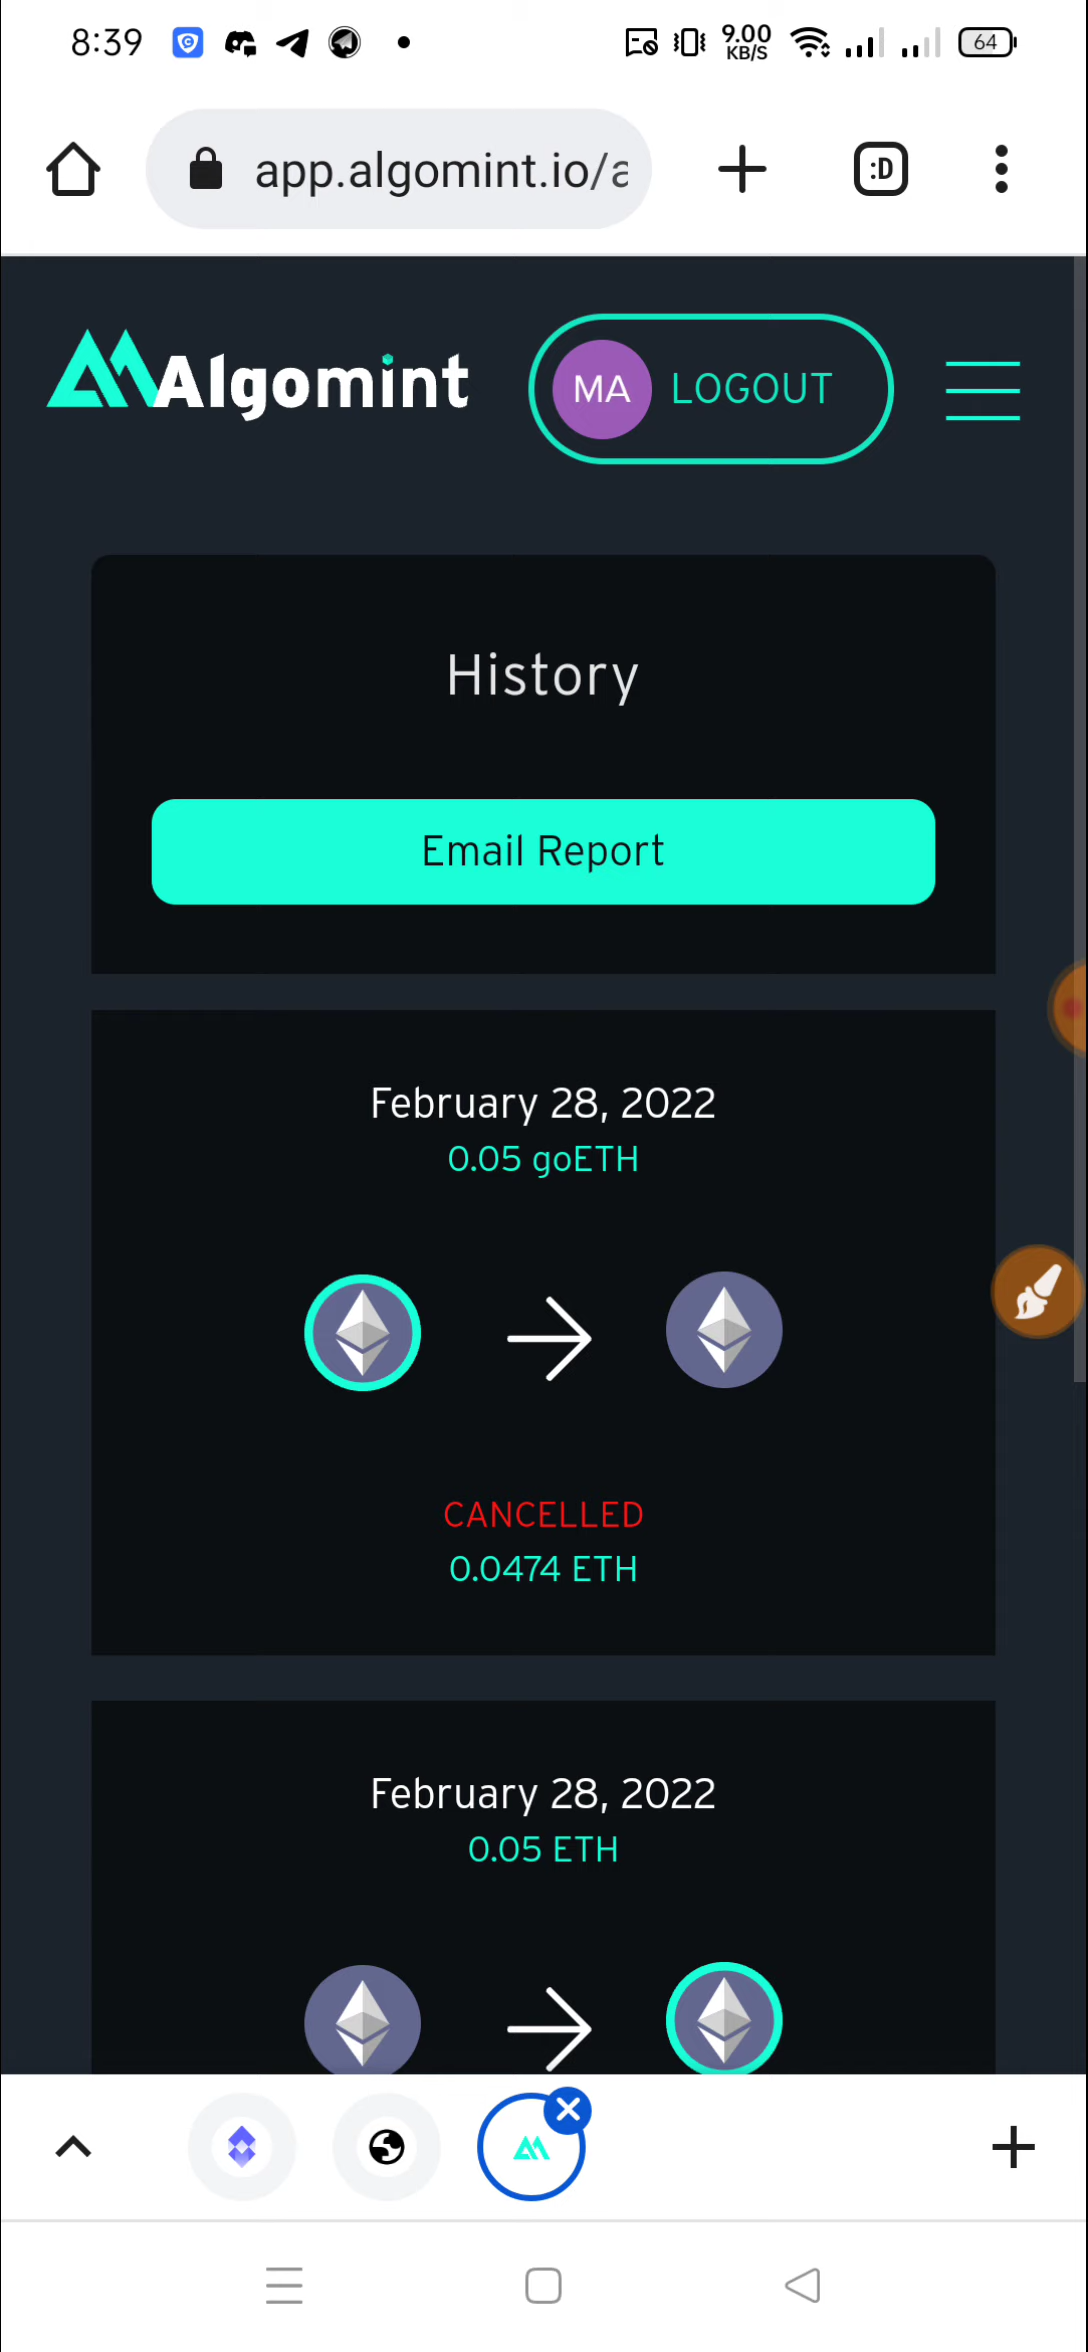 8:39
9.00
KB/S
64
app.algomint.io/a
:D
Algomint
MA LOGOUT
History
Email Report
February 28, 2022
0.05 goETH
CANCELLED
0.0474 ETH
February 28, 2022
0.05 ETH